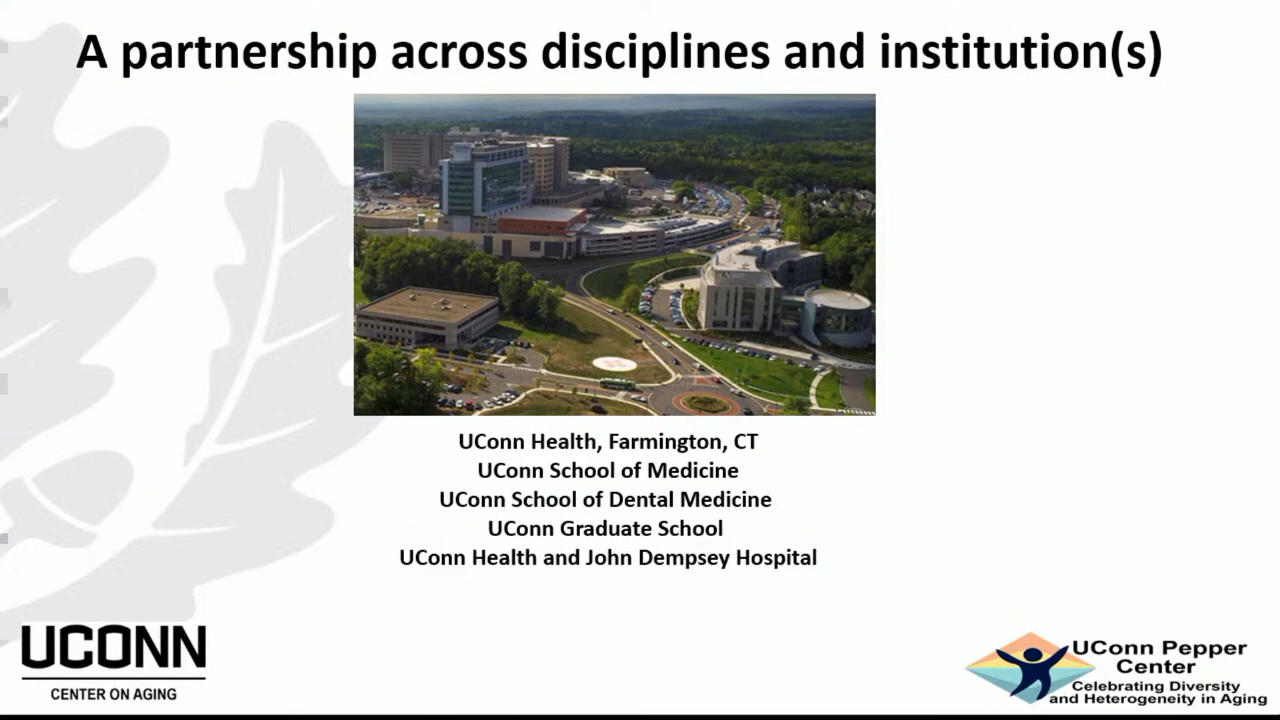 A partnership across disciplines and institution(s)
UConn Health, Farmington, CT
UConn School of Medicine
UConn School of Dental Medicine
UConn Graduate School
UConn Health and John Dempsey Hospital
UCONN
CENTER ON AGING
UConn Pepper
Center
Celebrating Diversity
and Heterogeneity in Aging